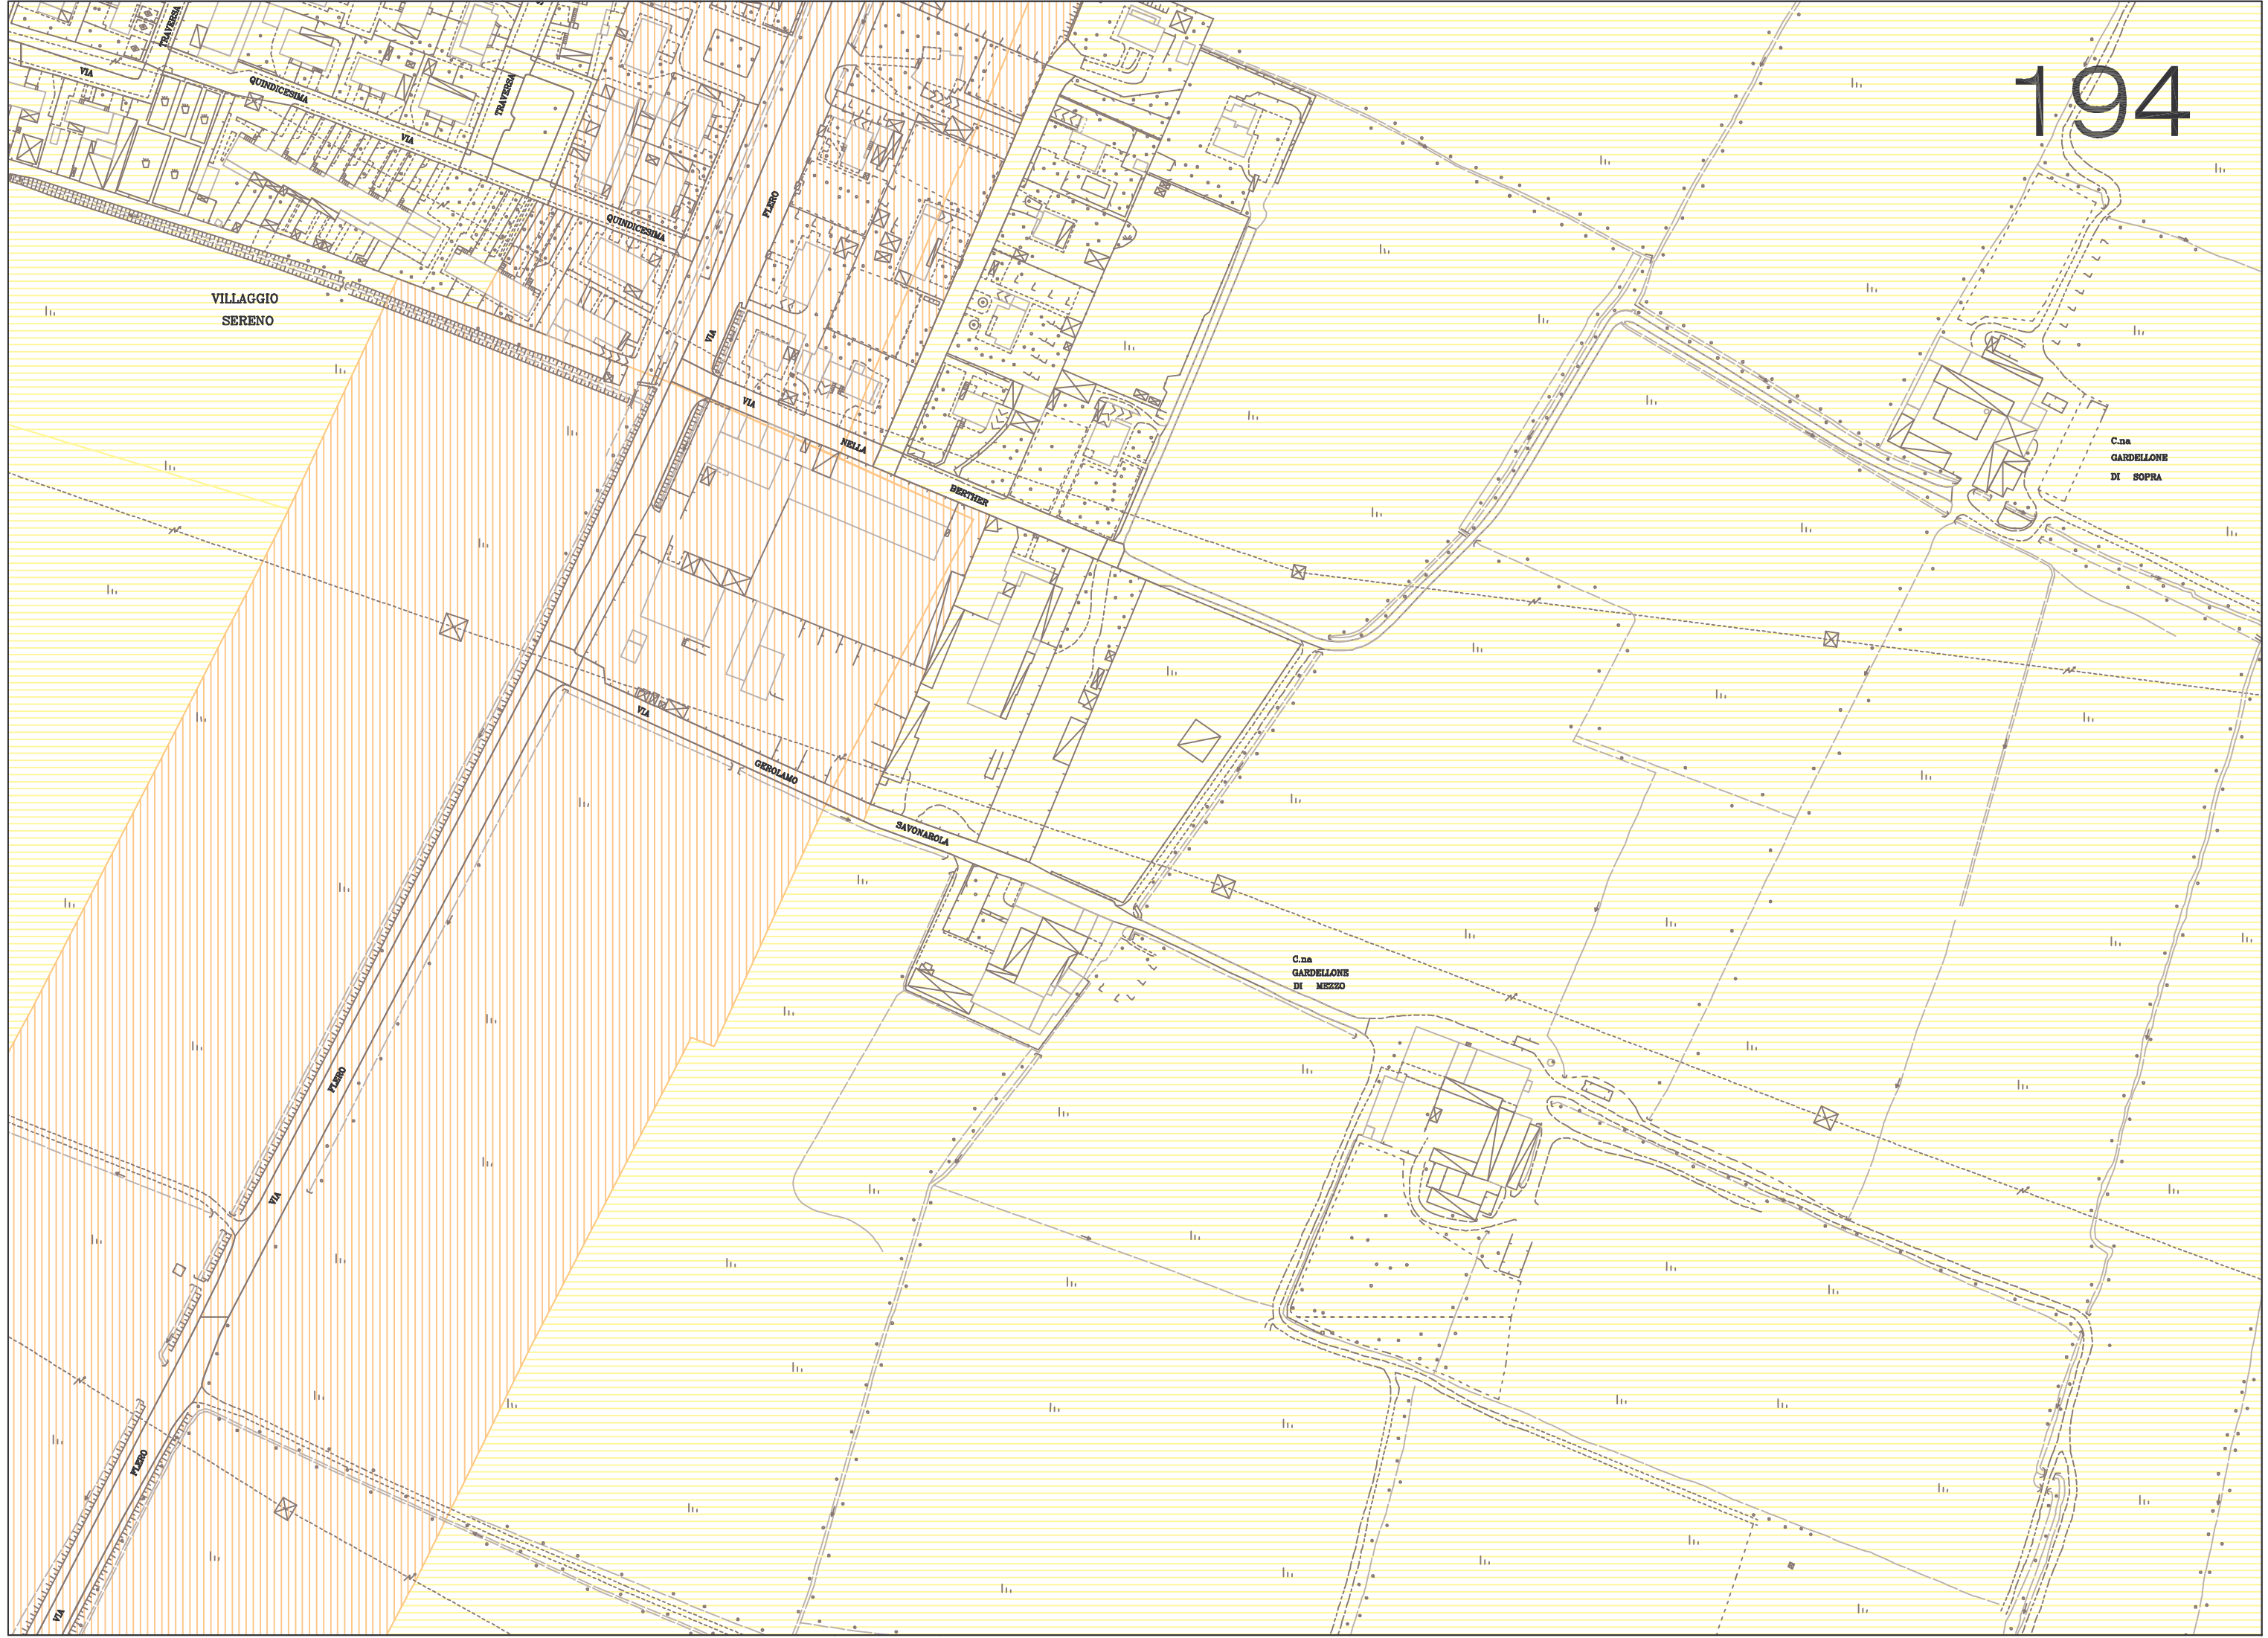 194
TRAVERSA
VIA
QUINDICESIMA
TRAVERSA
VIA
QUINDICESIMA
FLERO
VIA
VILLAGGIO
SERENO
VIA
NELLA
BERTHER
C.na
GARDELLONE
DI SOPRA
VIA
GEROLAMO
SAVONAROLA
C.na
GARDELLONE
DI MEZZO
FLERO
VIA
FLERO
VIA